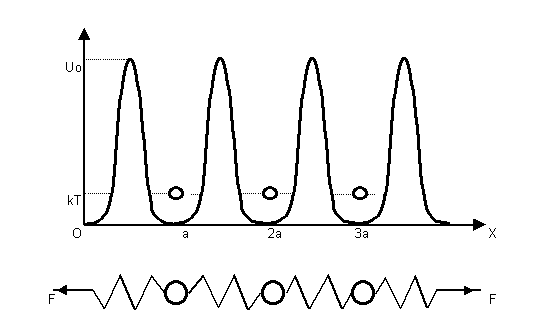 Uo
kT
O a 2a 3a X
F F